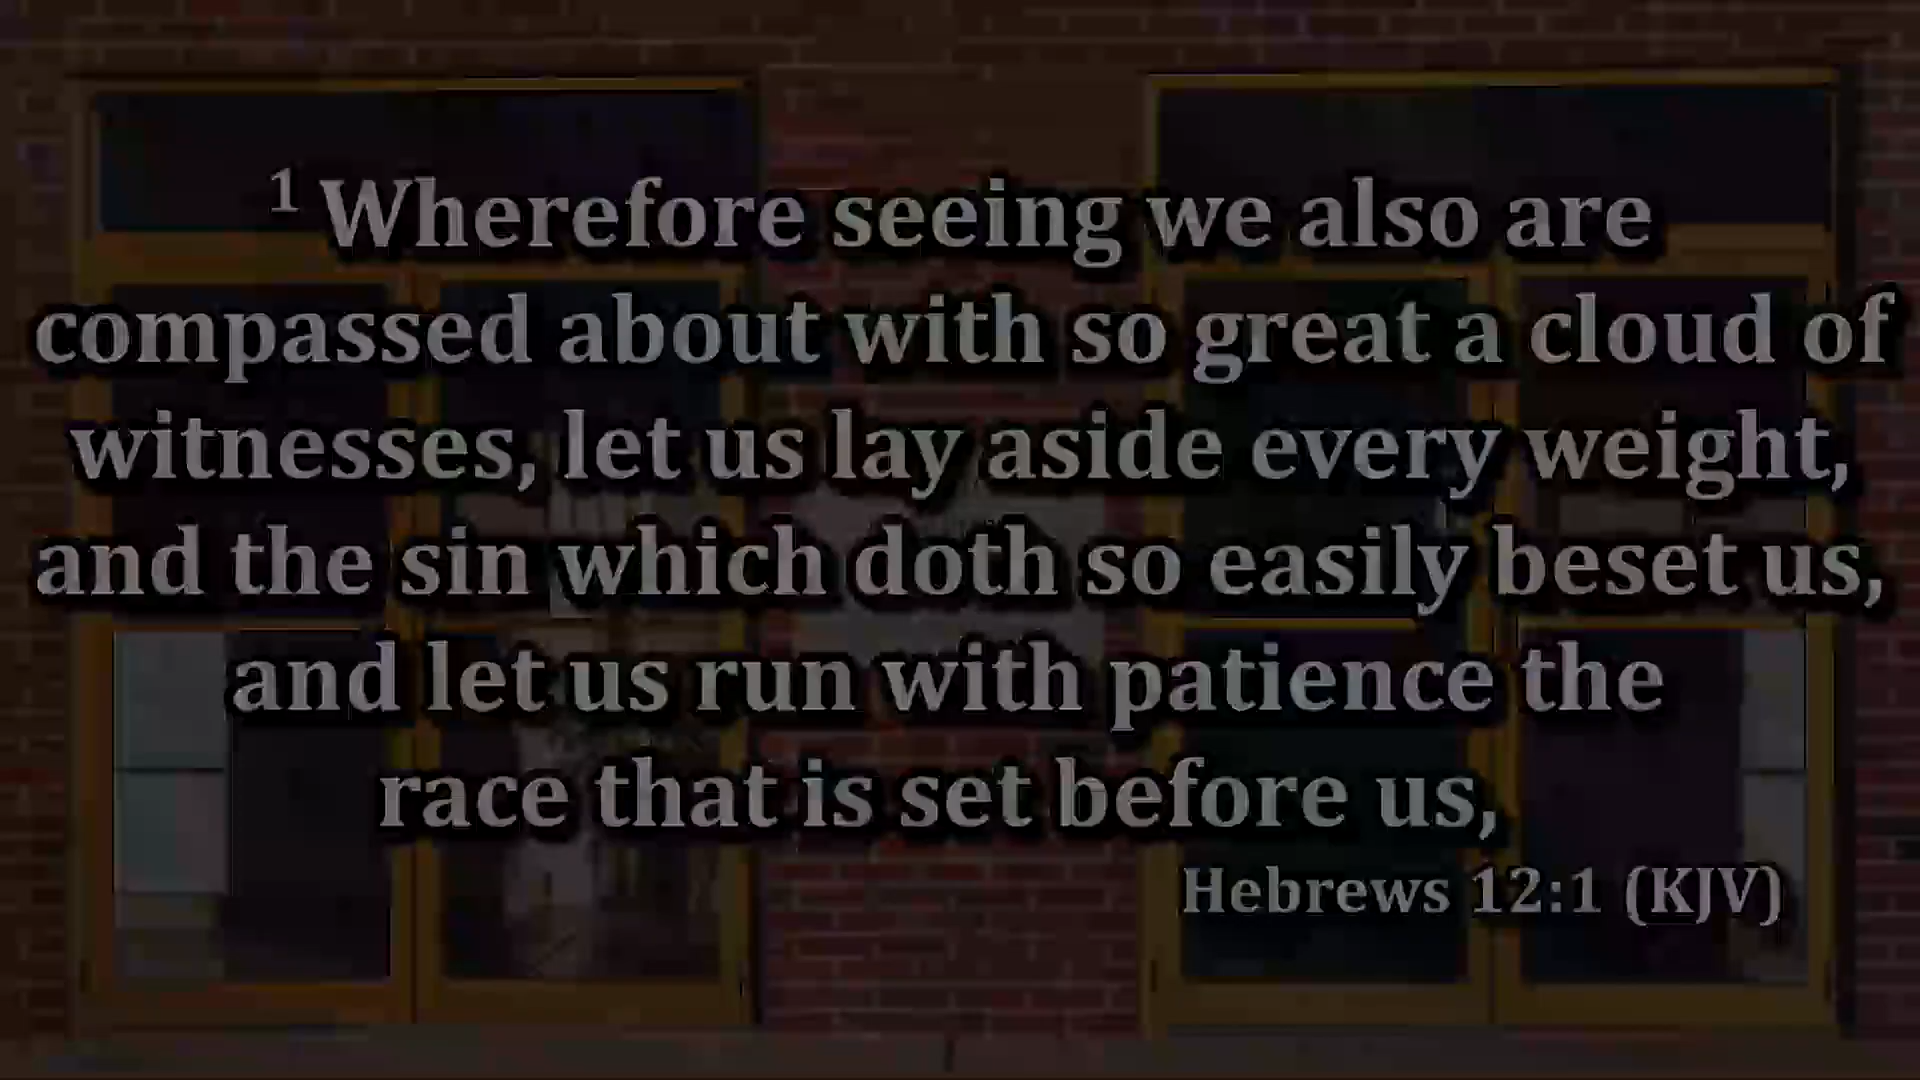 1 Wherefore seeing we also are
compassed about with so great a cloud of
witnesses, let us lay aside every weight,
and the sin which doth so easily beset us,
and let us run with patience the
race that is set before us,
Hebrews 12:1 (KJV)